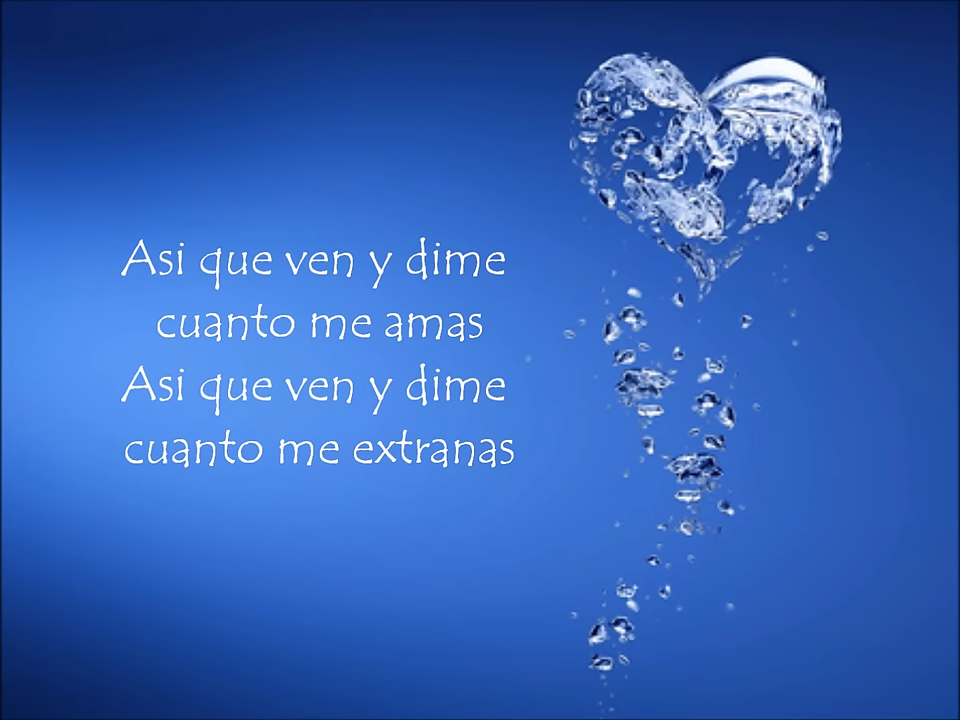 Asi que ven y dime
cuanto me amas
Asi que ven y dime
cuanto me extranas